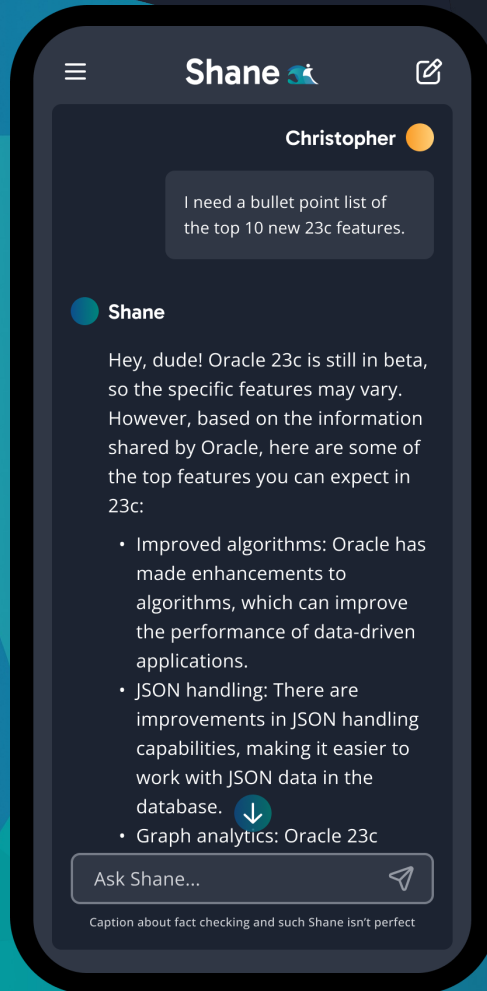 Shane
Christopher
I need a bullet point list of
the top 10 new 23c features.
Shane
Hey, dude! Oracle 23c is still in beta,
so the specific features may vary.
However, based on the information
shared by Oracle, here are some of
the top features you can expect in
23c:
• Improved algorithms: Oracle has
made enhancements to
algorithms, which can improve
the performance of data-driven
applications.
• JSON handling: There are
improvements in JSON handling
capabilities, making it easier to
work with JSON data in the
database.
• Graph analytics: Oracle 23c
Ask Shane...
Caption about fact checking and such Shane isn’t perfect